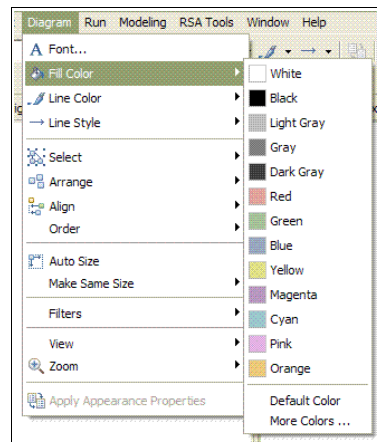 Diagram Run Modeling RSA Tools Window Help
Font...
Fill Color
Line Color
Line Style
Select
Arrange
Align
Order
Auto Size
Make Same Size
Filters
View
Zoom
Apply Appearance Properties
White
Black
Light Gray
Gray
Dark Gray
Red
Green
Blue
Yellow
Magenta
Cyan
Pink
Orange
Default Color
More Colors ...